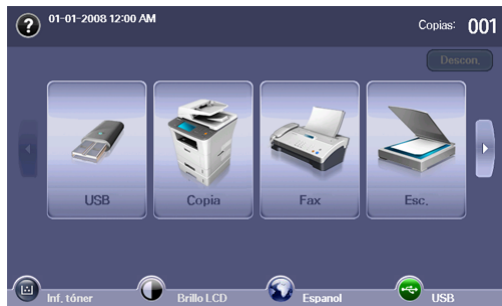 01-01-2008 12:00 AM
Copias: 001
Descon.
USB
Copia
Fax
Esc.
Inf. tóner
Brillo LCD
Espanol
USB